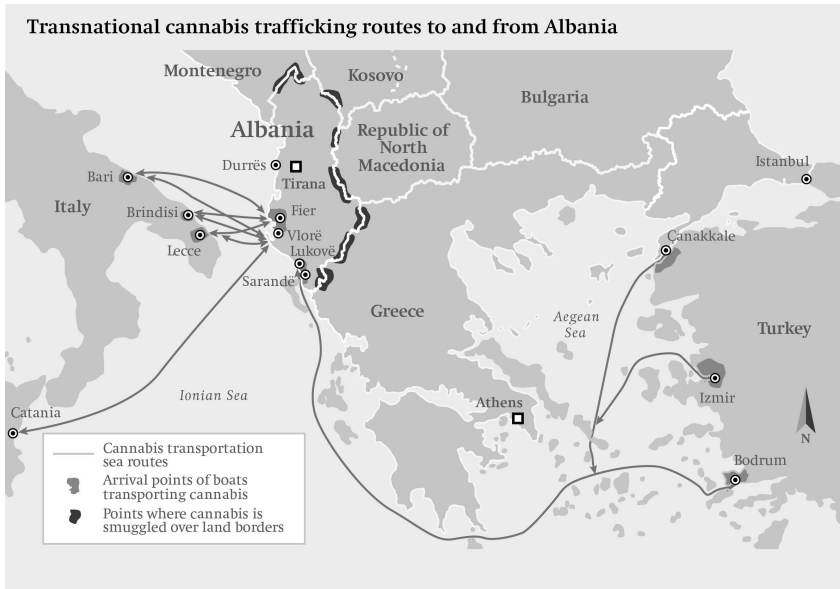 Transnational cannabis trafficking routes to and from Albania
Montenegro
Kosovo
Bulgaria
Albania
Republic of
North
Macedonia
Durrës
Tirana
Istanbul
Bari
Italy
Brindisi
Fier
Lecce
Vlorë
Lukovë
Sarandë
Çanakkale
Greece
Aegean
Sea
Turkey
Ionian Sea
Izmir
Athens
Catania
N
Bodrum
Cannabis transportation
sea routes
Arrival points of boats
transporting cannabis
Points where cannabis is
smuggled over land borders